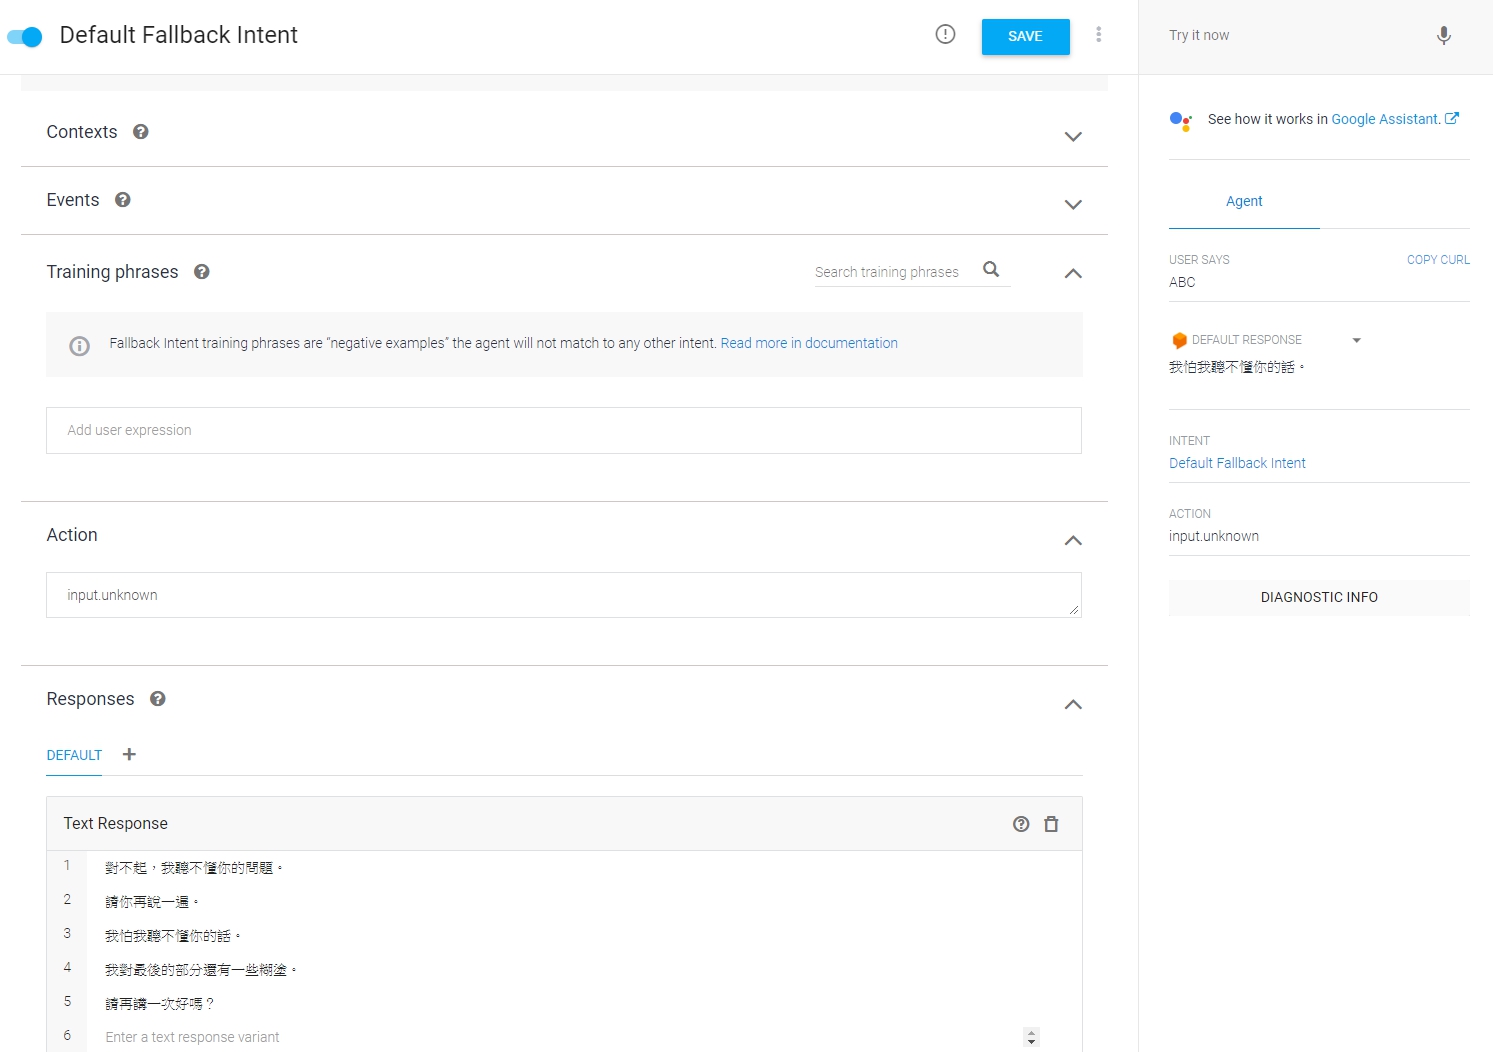 Default Fallback Intent
SAVE
Try it now
See how it works in Google Assistant.
Contexts
Events
Training phrases
Search training phrases
Fallback Intent training phrases are “negative examples” the agent will not match to any other intent. Read more in documentation
Add user expression
Action
input.unknown
Responses
DEFAULT
Text Response
1 對不起，我聽不懂你的問題。
2 請你再說一遍。
3 我怕我聽不懂你的話。
4 我對最後的部分還有一些糊塗。
5 請再講一次好嗎？
6 Enter a text response variant
Agent
USER SAYS COPY CURL
ABC
DEFAULT RESPONSE
我怕我聽不懂你的話。
INTENT
Default Fallback Intent
ACTION
input.unknown
DIAGNOSTIC INFO